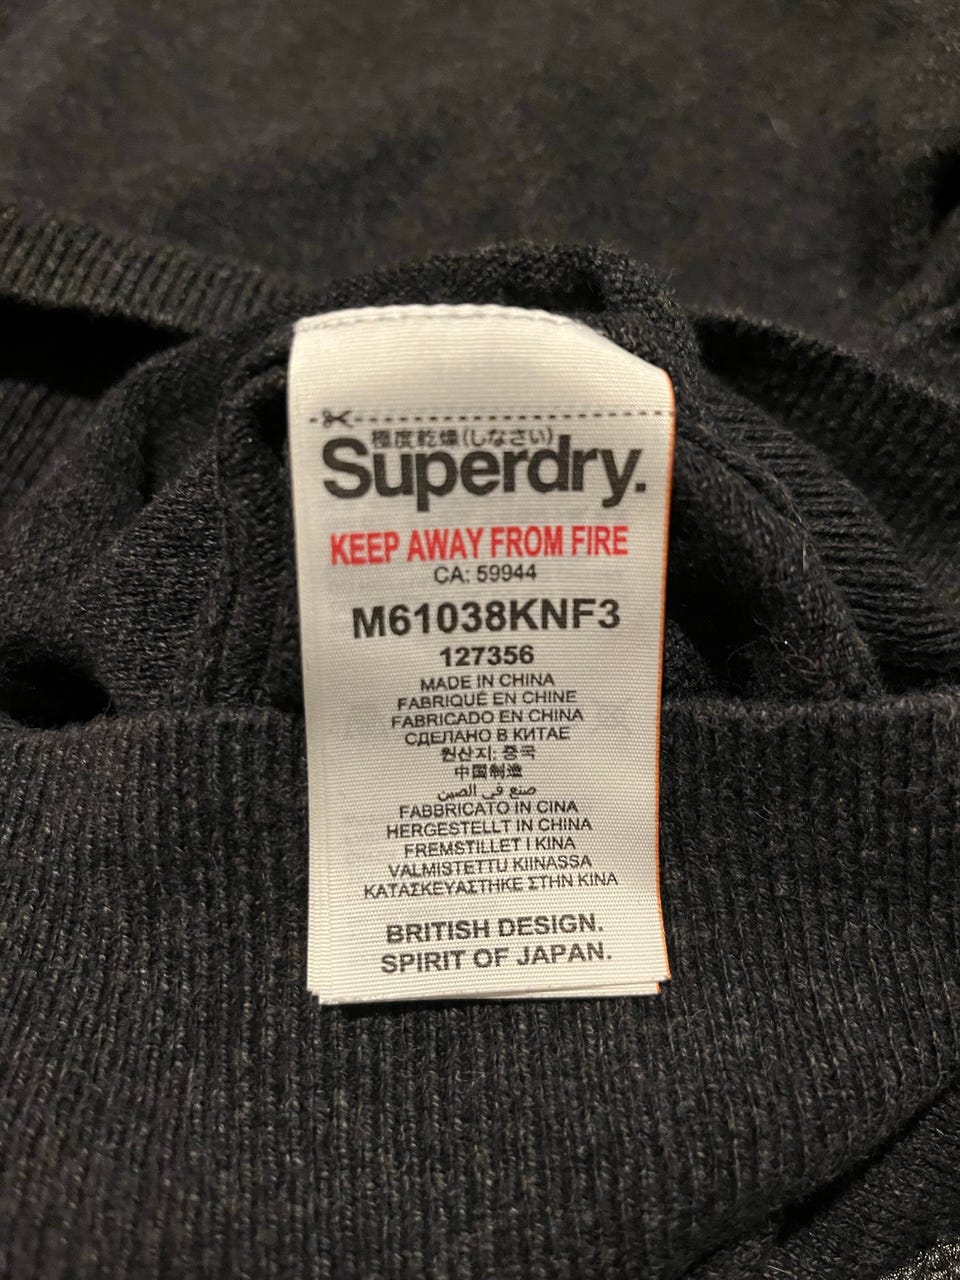 極度乾燥(しなさい)
Superdry.
KEEP AWAY FROM FIRE
CA: 59944
M61038KNF3
127356
MADE IN CHINA
FABRIQUÉ EN CHINE
FABRICADO EN CHINA
СДЕЛАНО В КИТАЕ
원산지: 중국
中国制造
صنع في الصين
FABBRICATO IN CINA
HERGESTELLT IN CHINA
FREMSTILLET I KINA
VALMISTETTU KIINASSA
ΚΑΤΑΣΚΕΥΑΣΤΗΚΕ ΣΤΗΝ ΚΙΝΑ
BRITISH DESIGN.
SPIRIT OF JAPAN.